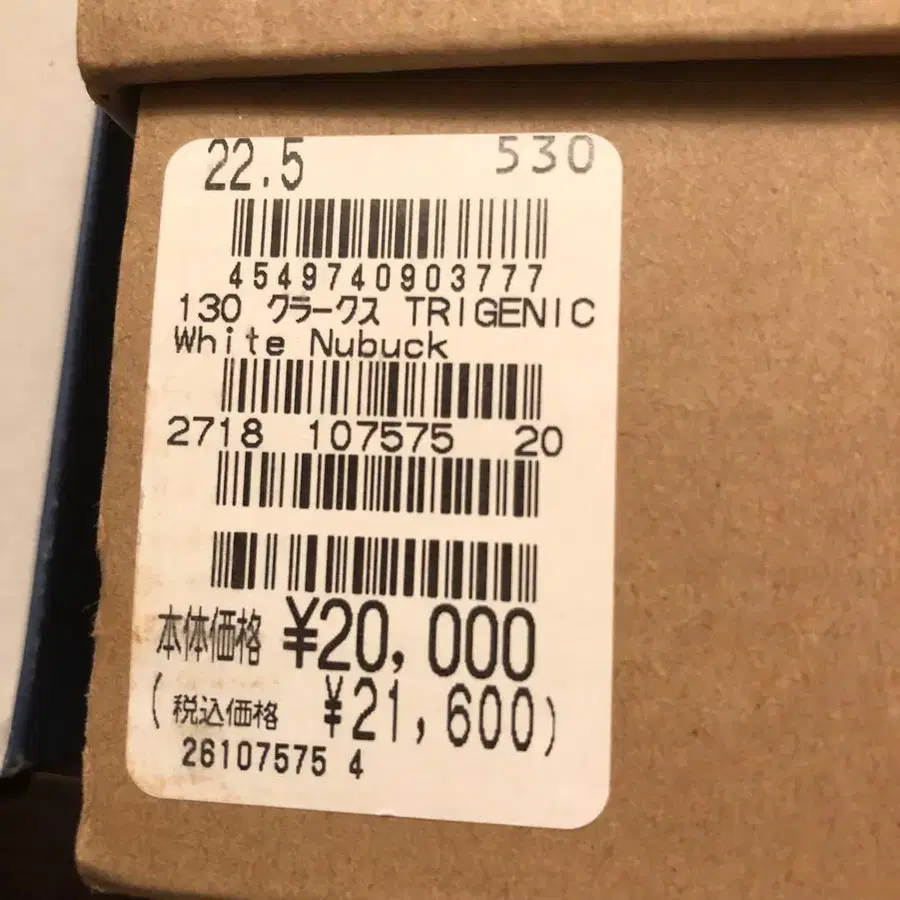 22.5 530
4549740903777
130 クラークス TRIGENIC
White Nubuck
2718 107575 20
本体価格 ¥20,000
(税込価格 ¥21,600)
26107575 4